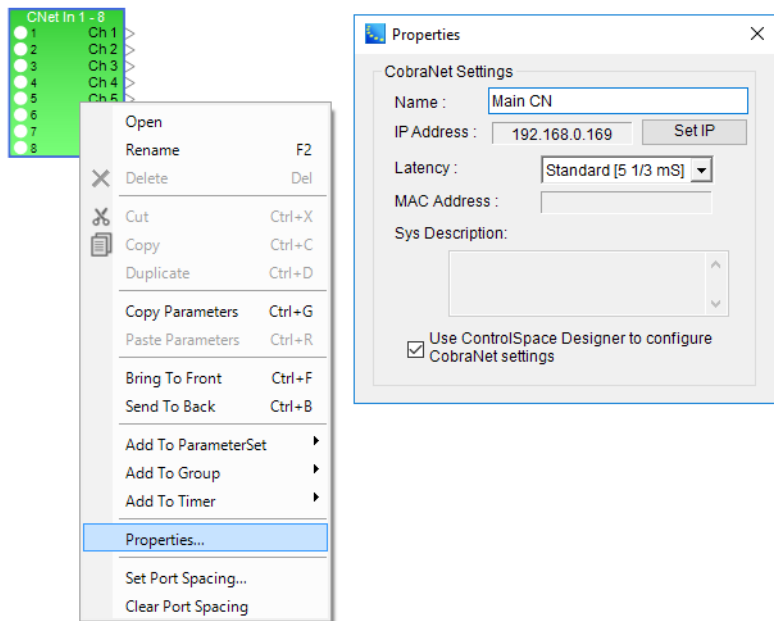 CNet In 1 - 8
1 Ch 1
2 Ch 2
3 Ch 3
4 Ch 4
5 Ch 5
6
7
8
Open
Rename F2
Delete Del
Cut Ctrl+X
Copy Ctrl+C
Duplicate Ctrl+D
Copy Parameters Ctrl+G
Paste Parameters Ctrl+R
Bring To Front Ctrl+F
Send To Back Ctrl+B
Add To ParameterSet
Add To Group
Add To Timer
Properties...
Set Port Spacing...
Clear Port Spacing
Properties
CobraNet Settings
Name : Main CN
IP Address : 192.168.0.169 Set IP
Latency : Standard [5 1/3 mS]
MAC Address :
Sys Description:
Use ControlSpace Designer to configure
CobraNet settings